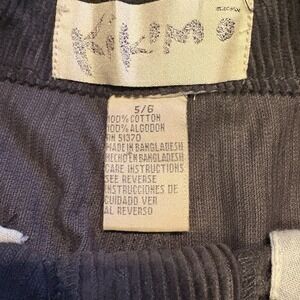 KIKIMO
5/6
100% COTTON
100% ALGODON
RN 51370
MADE IN BANGLADESH
HECHO EN BANGLADESH
CARE INSTRUCTIONS
SEE REVERSE
INSTRUCCIONES DE
CUIDADO VER
AL REVERSO